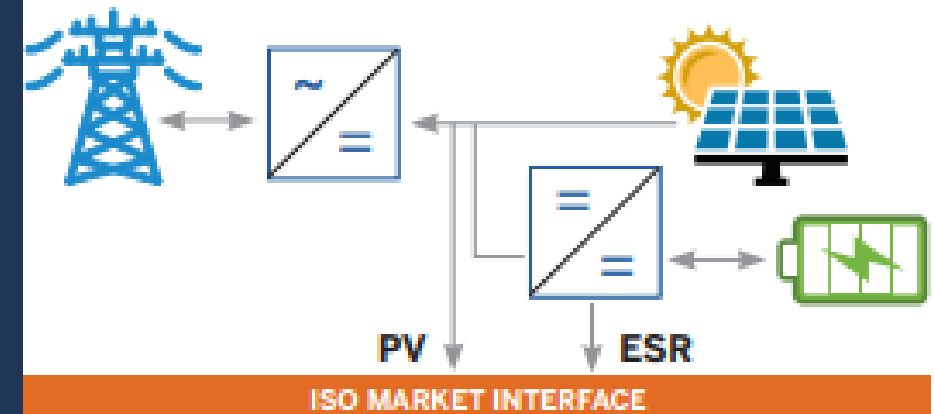 ~
=
=
=
PV
ESR
ISO MARKET INTERFACE